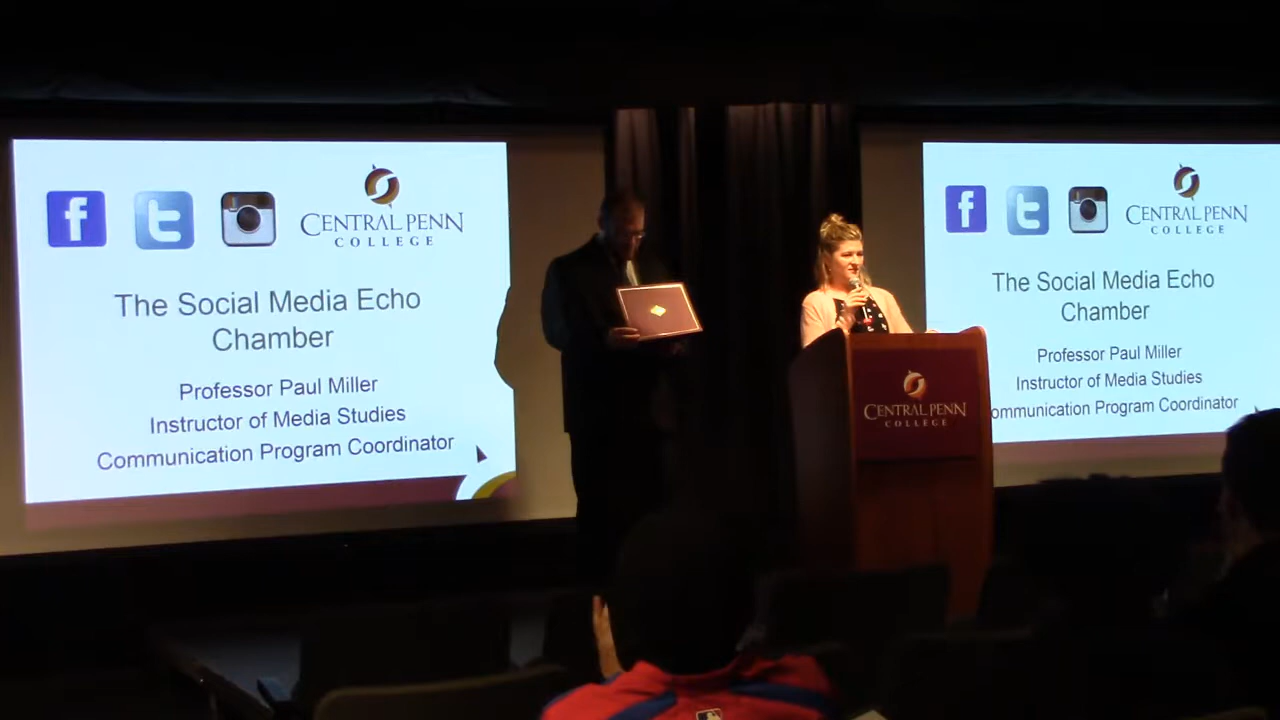 f
t
CENTRAL PENN
COLLEGE
The Social Media Echo
Chamber
Professor Paul Miller
Instructor of Media Studies
Communication Program Coordinator
CENTRAL PENN
COLLEGE
f
t
CENTRAL PENN
COLLEGE
The Social Media Echo
Chamber
Professor Paul Miller
Instructor of Media Studies
ommunication Program Coordinator